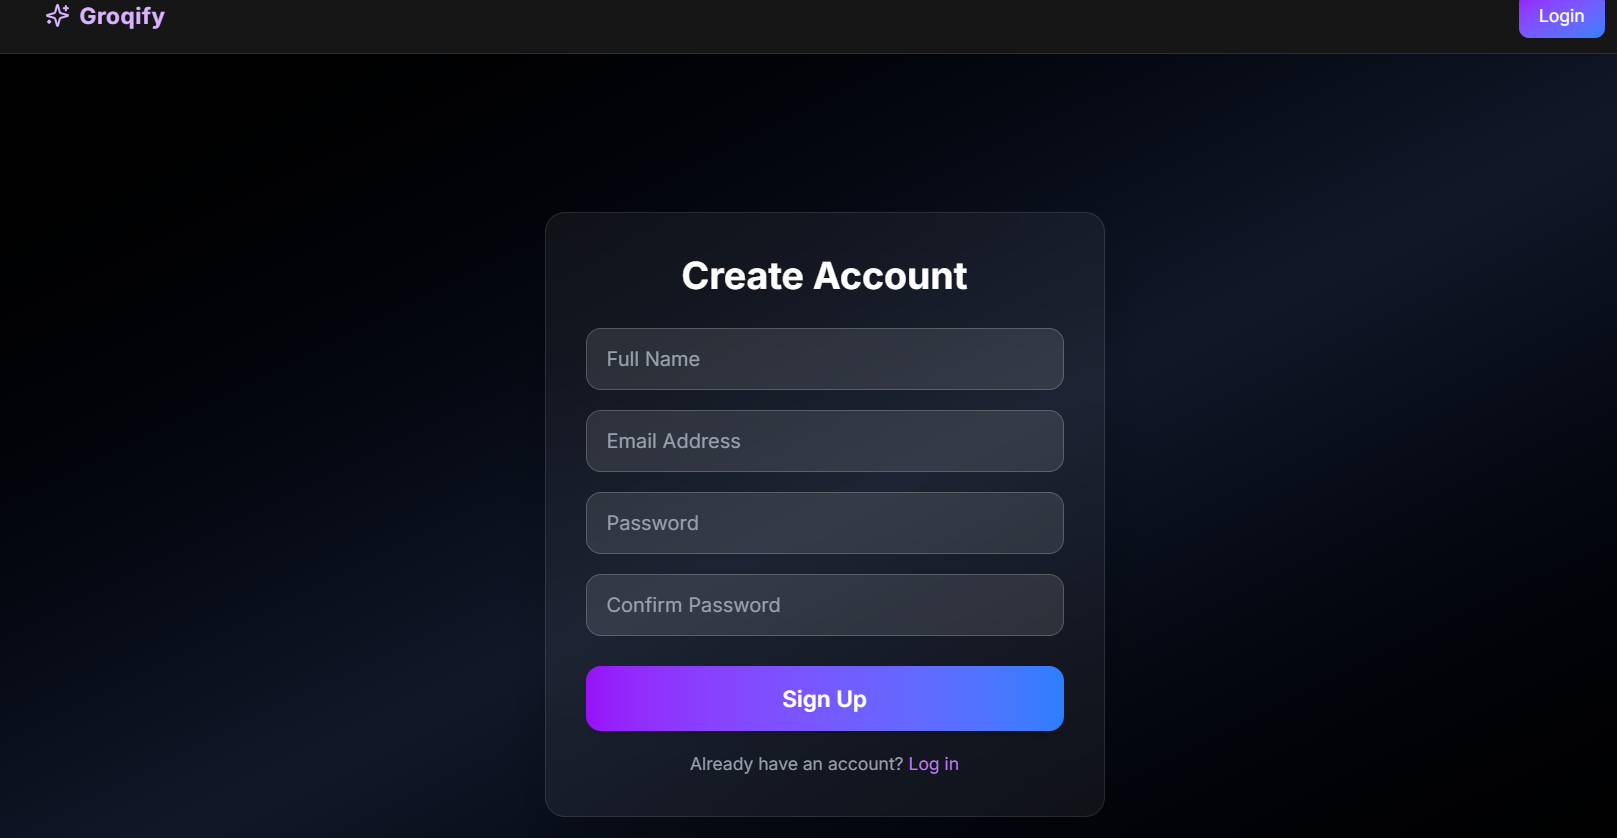 Groqify
Login
Create Account
Full Name
Email Address
Password
Confirm Password
Sign Up
Already have an account? Log in